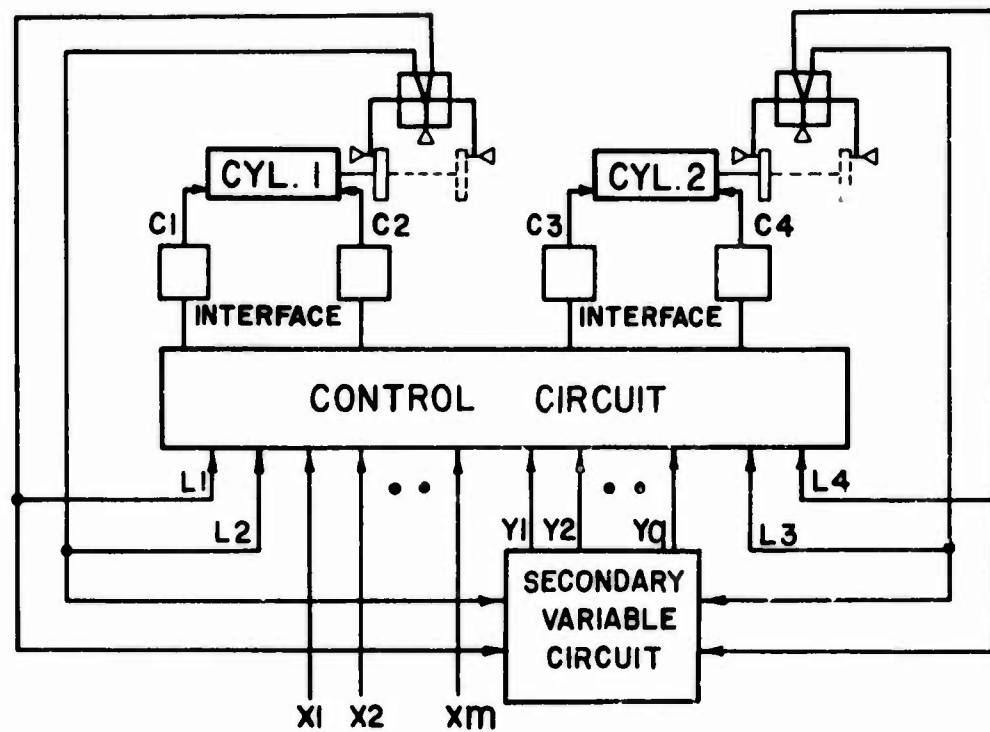 CYL. 1
CYL. 2
C1
C2
C3
C4
INTERFACE
INTERFACE
CONTROL CIRCUIT
L1
L2
L3
L4
Y1 Y2 Yq
SECONDARY
VARIABLE
CIRCUIT
X1 X2 Xm